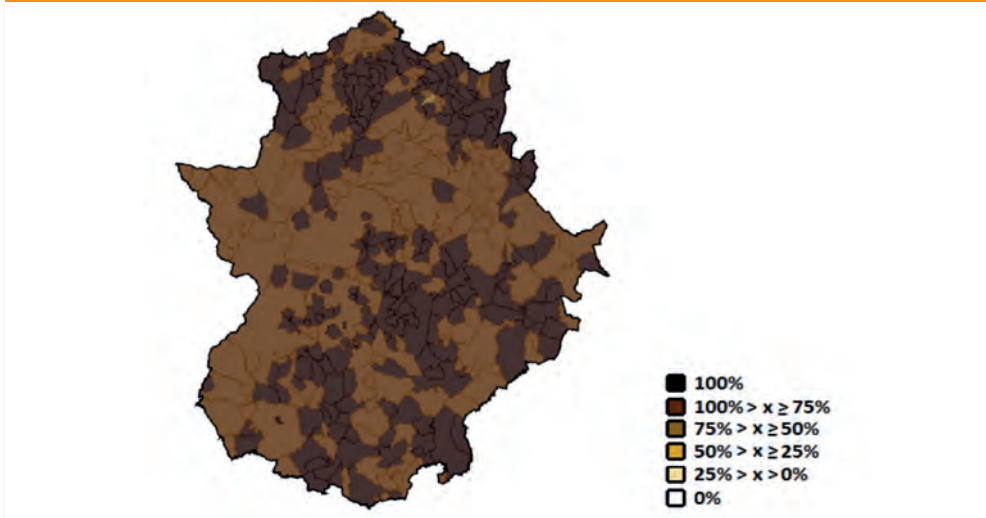 100%
100% > x ≥ 75%
75% > x ≥ 50%
50% > x ≥ 25%
25% > x > 0%
0%